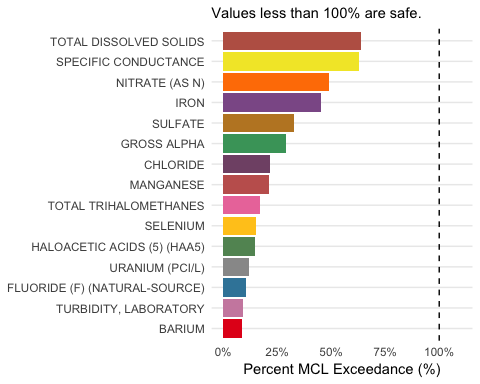 Values less than 100% are safe.
TOTAL DISSOLVED SOLIDS
SPECIFIC CONDUCTANCE
NITRATE (AS N)
IRON
SULFATE
GROSS ALPHA
CHLORIDE
MANGANESE
TOTAL TRIHALOMETHANES
SELENIUM
HALOACETIC ACIDS (5) (HAA5)
URANIUM (PCI/L)
FLUORIDE (F) (NATURAL-SOURCE)
TURBIDITY, LABORATORY
BARIUM
0% 25% 50% 75% 100%
Percent MCL Exceedance (%)